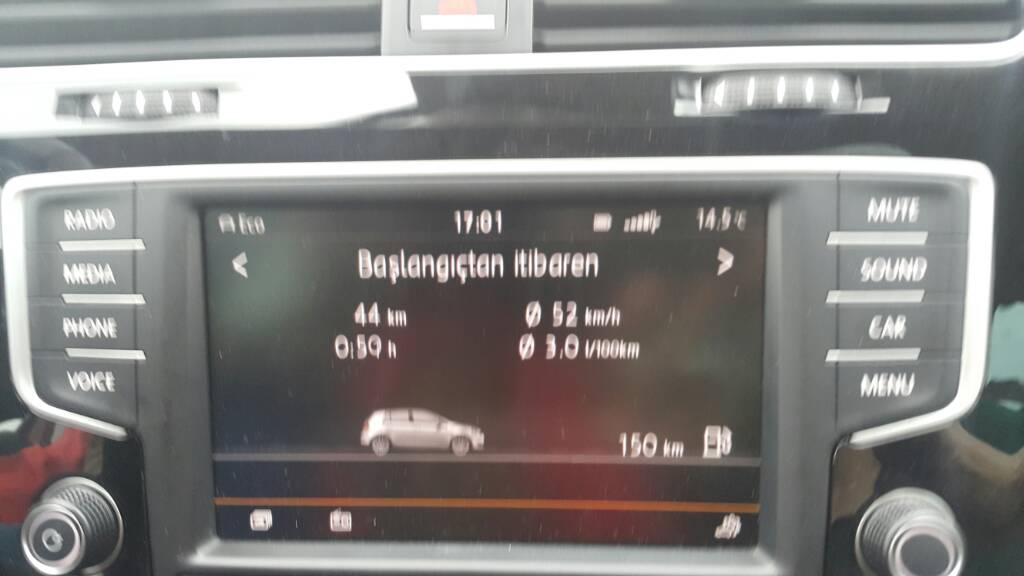 RADIO
MEDIA
PHONE
VOICE
Eco 17:01 14.5°C
< Başlangıçtan itibaren >
44 km Ø 52 km/h
0:50 h Ø 3.0 l/100km
150 km
MUTE
SOUND
CAR
MENU